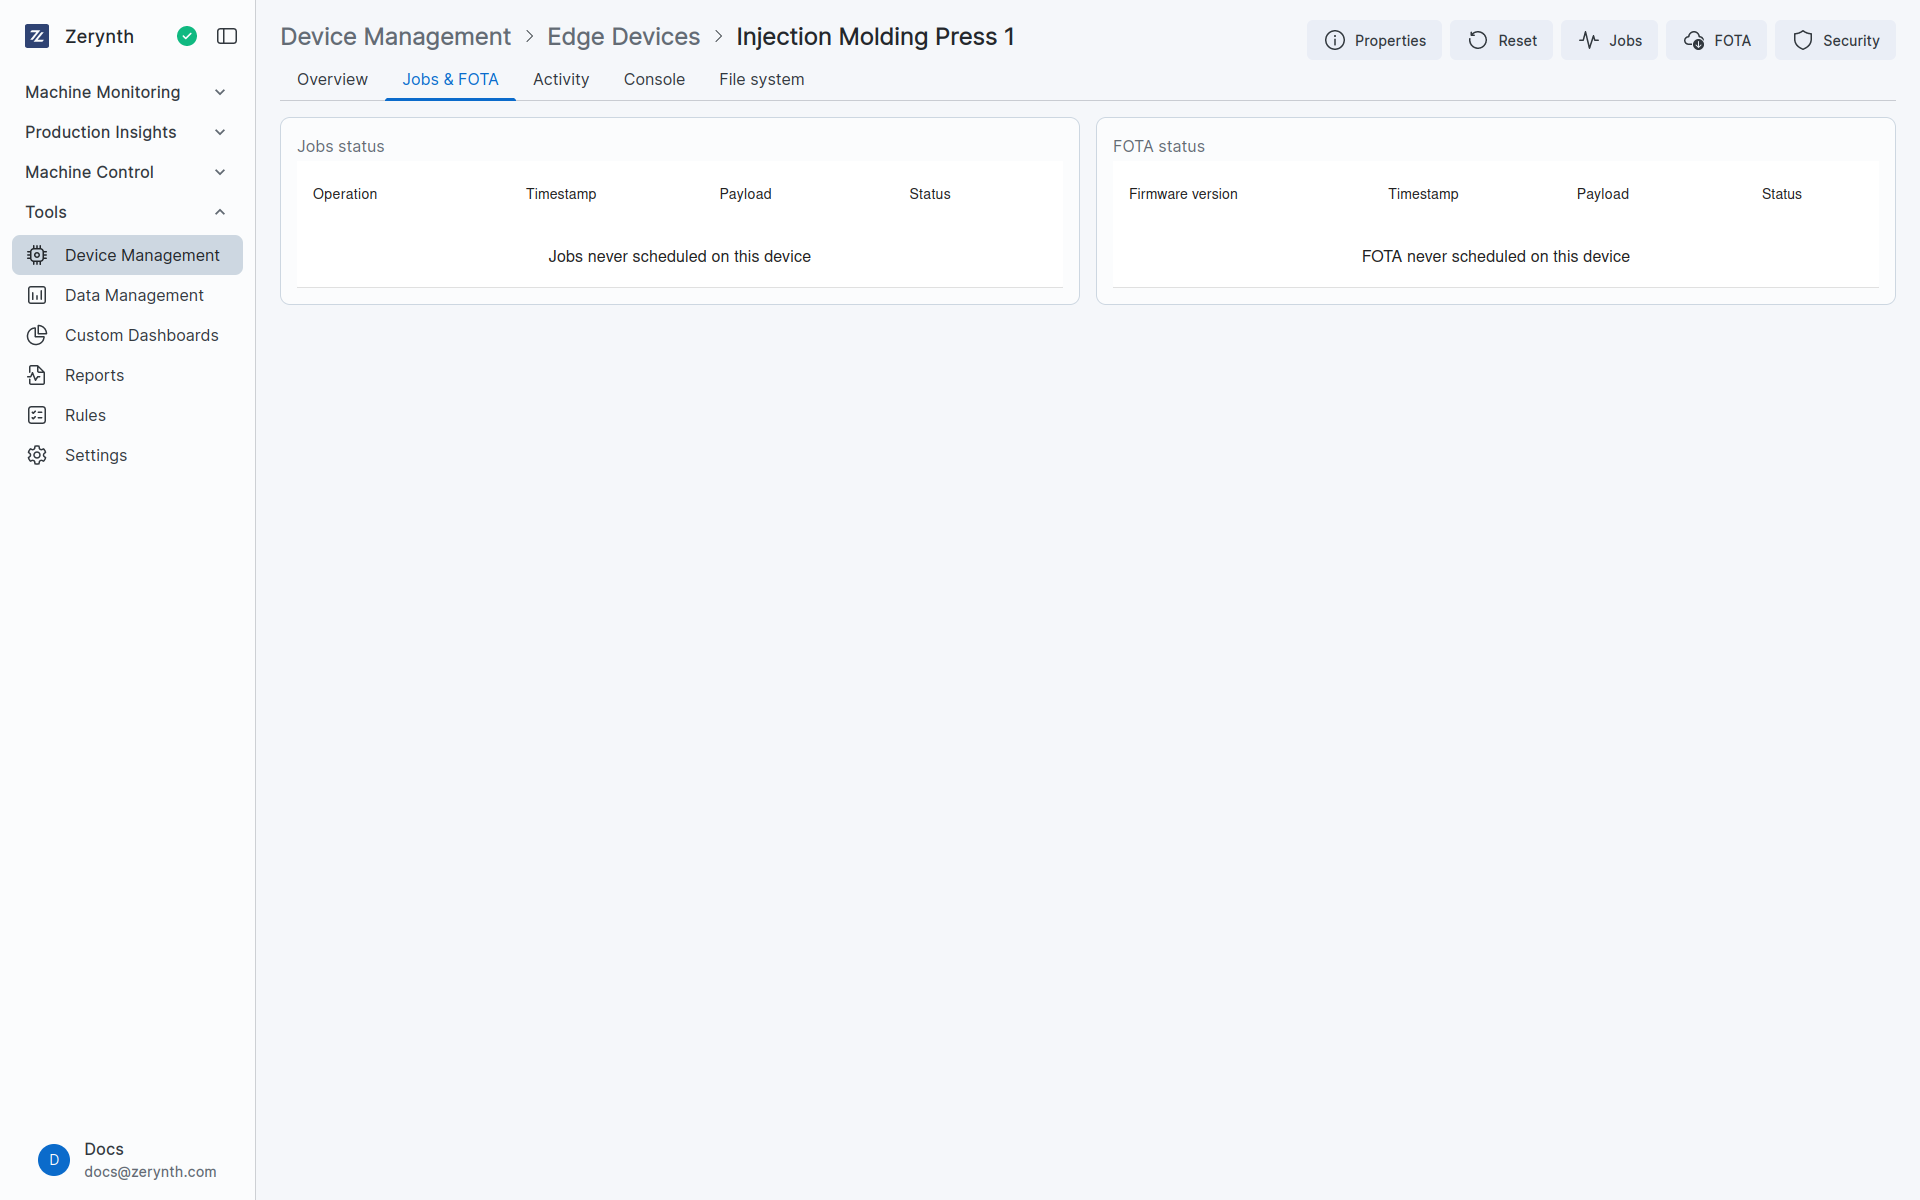 Zerynth
Machine Monitoring
Production Insights
Machine Control
Tools
Device Management
Data Management
Custom Dashboards
Reports
Rules
Settings
D
Docs
docs@zerynth.com
Device Management > Edge Devices > Injection Molding Press 1
Properties Reset Jobs FOTA Security
Overview Jobs & FOTA Activity Console File system
Jobs status
Operation Timestamp Payload Status
Jobs never scheduled on this device
FOTA status
Firmware version Timestamp Payload Status
FOTA never scheduled on this device